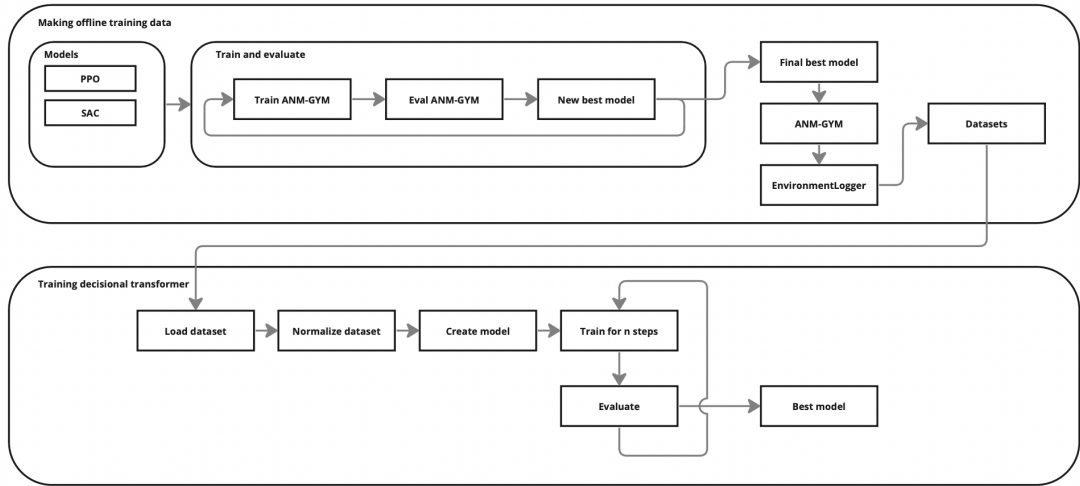 Making offline training data
Models
PPO
SAC
Train and evaluate
Train ANM-GYM
Eval ANM-GYM
New best model
Final best model
ANM-GYM
EnvironmentLogger
Datasets
Training decisional transformer
Load dataset
Normalize dataset
Create model
Train for n steps
Evaluate
Best model